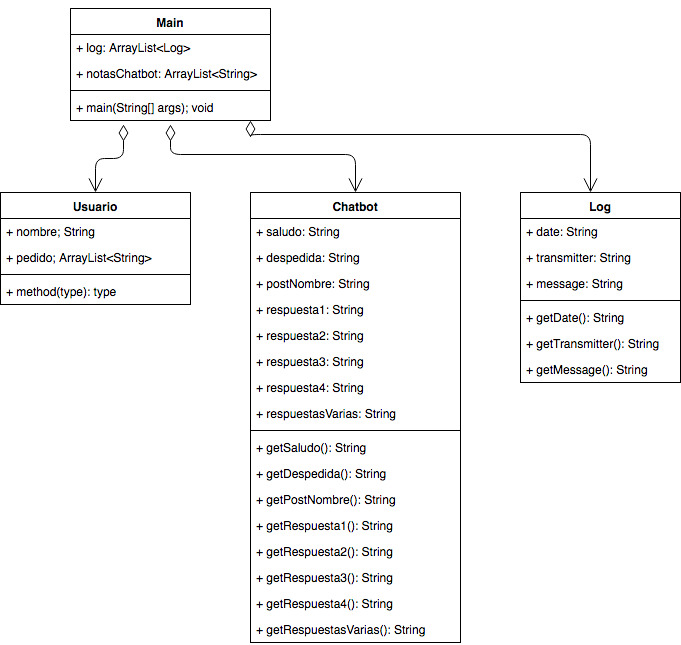 Main
+ log: ArrayList<Log>
+ notasChatbot: ArrayList<String>
+ main(String[] args); void
Usuario
+ nombre; String
+ pedido; ArrayList<String>
+ method(type): type
Chatbot
+ saludo: String
+ despedida: String
+ postNombre: String
+ respuesta1: String
+ respuesta2: String
+ respuesta3: String
+ respuesta4: String
+ respuestasVarias: String
+ getSaludo(): String
+ getDespedida(): String
+ getPostNombre(): String
+ getRespuesta1(): String
+ getRespuesta2(): String
+ getRespuesta3(): String
+ getRespuesta4(): String
+ getRespuestasVarias(): String
Log
+ date: String
+ transmitter: String
+ message: String
+ getDate(): String
+ getTransmitter(): String
+ getMessage(): String